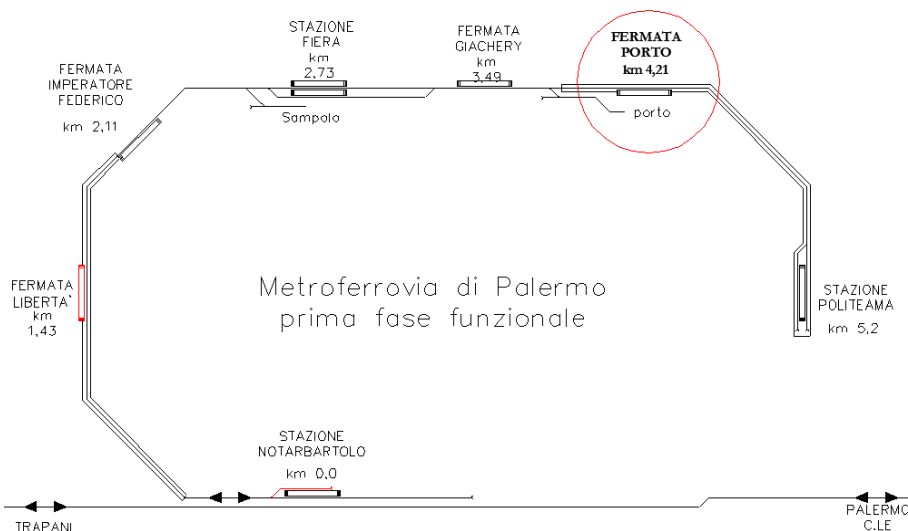 STAZIONE
FIERA
km
2,73
FERMATA
GIACHERY
km
3,49
FERMATA
PORTO
km 4,21
FERMATA
IMPERATORE
FEDERICO
km 2,11
Sampolo
porto
Metroferrovia di Palermo
prima fase funzionale
FERMATA
LIBERTA'
km
1,43
STAZIONE
POLITEAMA
km 5,2
STAZIONE
NOTARBARTOLO
km 0,0
TRAPANI
PALERMO
C.LE